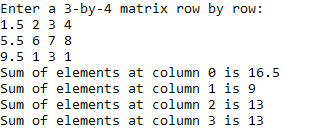 Enter a 3-by-4 matrix row by row:
1.5 2 3 4
5.5 6 7 8
9.5 1 3 1
Sum of elements at column 0 is 16.5
Sum of elements at column 1 is 9
Sum of elements at column 2 is 13
Sum of elements at column 3 is 13